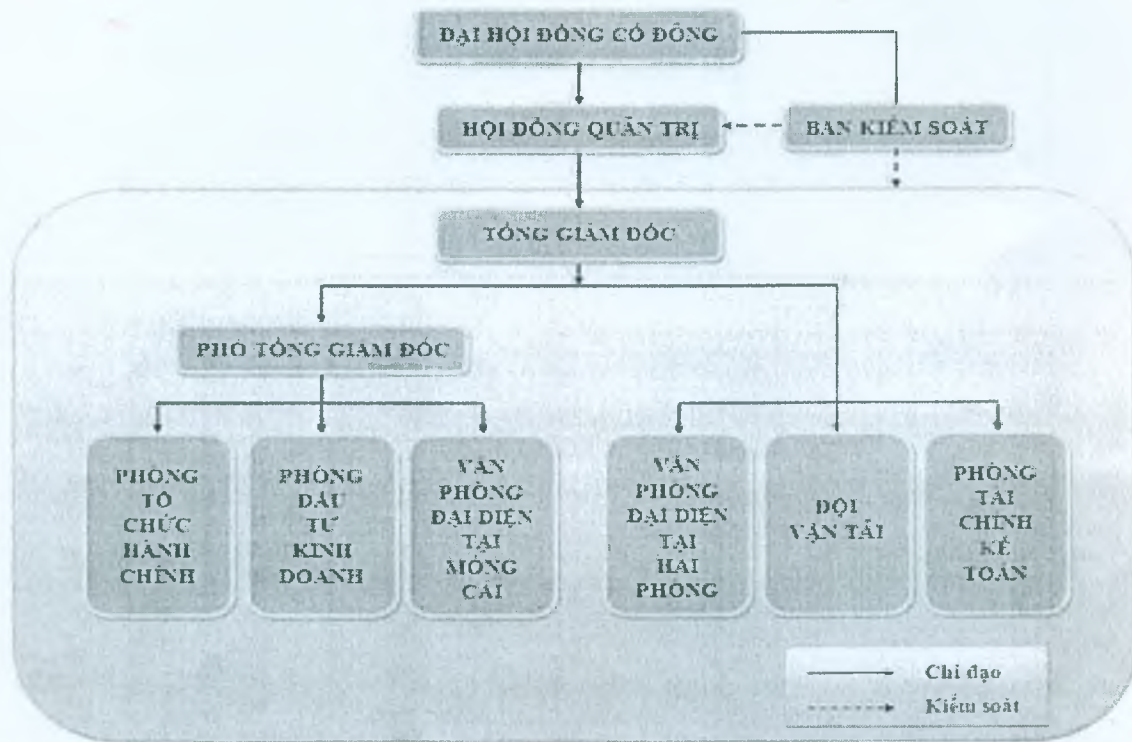 ĐẠI HỘI ĐỒNG CỔ ĐÔNG
HỘI ĐỒNG QUẢN TRỊ
BAN KIỂM SOÁT
TỔNG GIÁM ĐỐC
PHÓ TỔNG GIÁM ĐỐC
PHÒNG
TỔ
CHỨC
HÀNH
CHÍNH
PHÒNG
ĐẦU
TƯ
KINH
DOANH
VĂN
PHÒNG
ĐẠI DIỆN
TẠI
MÓNG
CÁI
VĂN
PHÒNG
ĐẠI DIỆN
TẠI
HẢI
PHÒNG
ĐỘI
VẬN TẢI
PHÒNG
TÀI
CHÍNH
KẾ
TOÁN
Chỉ đạo
Kiểm soát